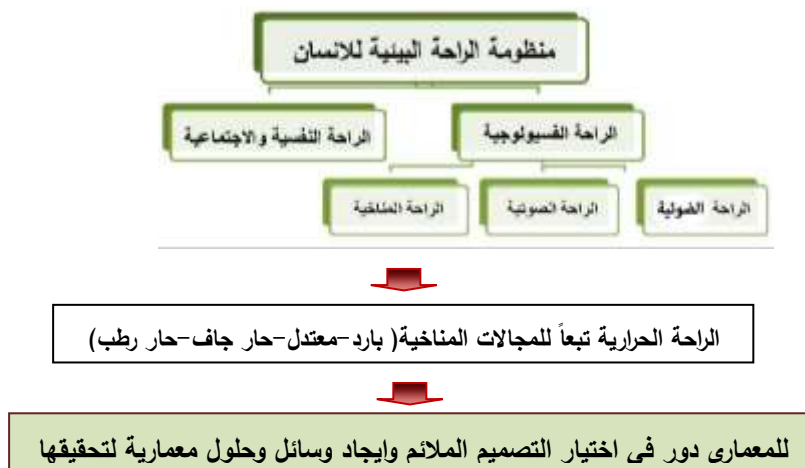 منظومة الراحة البيئية للانسان
الراحة الفسيولوجية
الراحة النفسية والاجتماعية
الراحة الضوئية
الراحة الصوتية
الراحة المناخية
الراحة الحرارية تبعاً للمجالات المناخية( بارد-معتدل-حار جاف-حار رطب)
للمعمارى دور فى اختيار التصميم الملائم وايجاد وسائل وحلول معمارية لتحقيقها